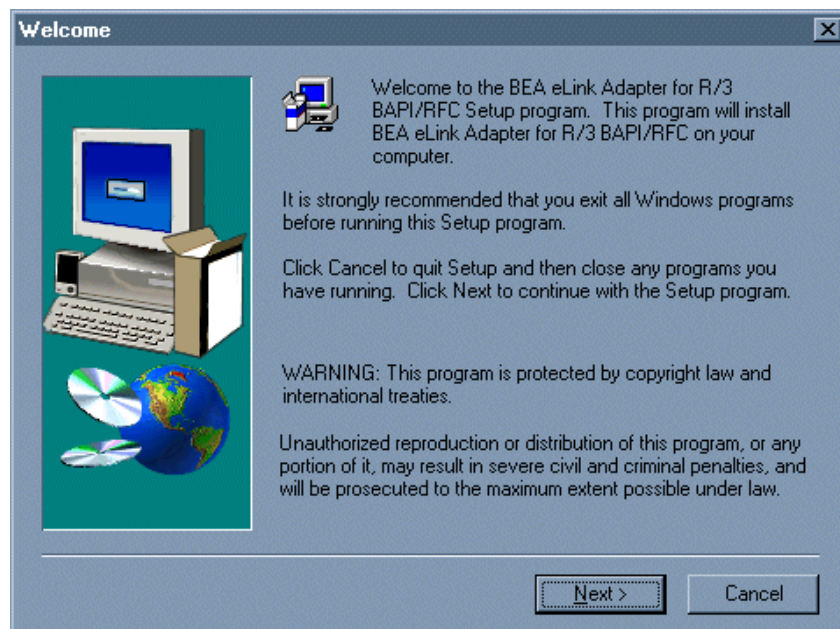 Welcome
Welcome to the BEA eLink Adapter for R/3
BAPI/RFC Setup program. This program will install
BEA eLink Adapter for R/3 BAPI/RFC on your
computer.
It is strongly recommended that you exit all Windows programs
before running this Setup program.
Click Cancel to quit Setup and then close any programs you
have running. Click Next to continue with the Setup program.
WARNING: This program is protected by copyright law and
international treaties.
Unauthorized reproduction or distribution of this program, or any
portion of it, may result in severe civil and criminal penalties, and
will be prosecuted to the maximum extent possible under law.
Next >
Cancel